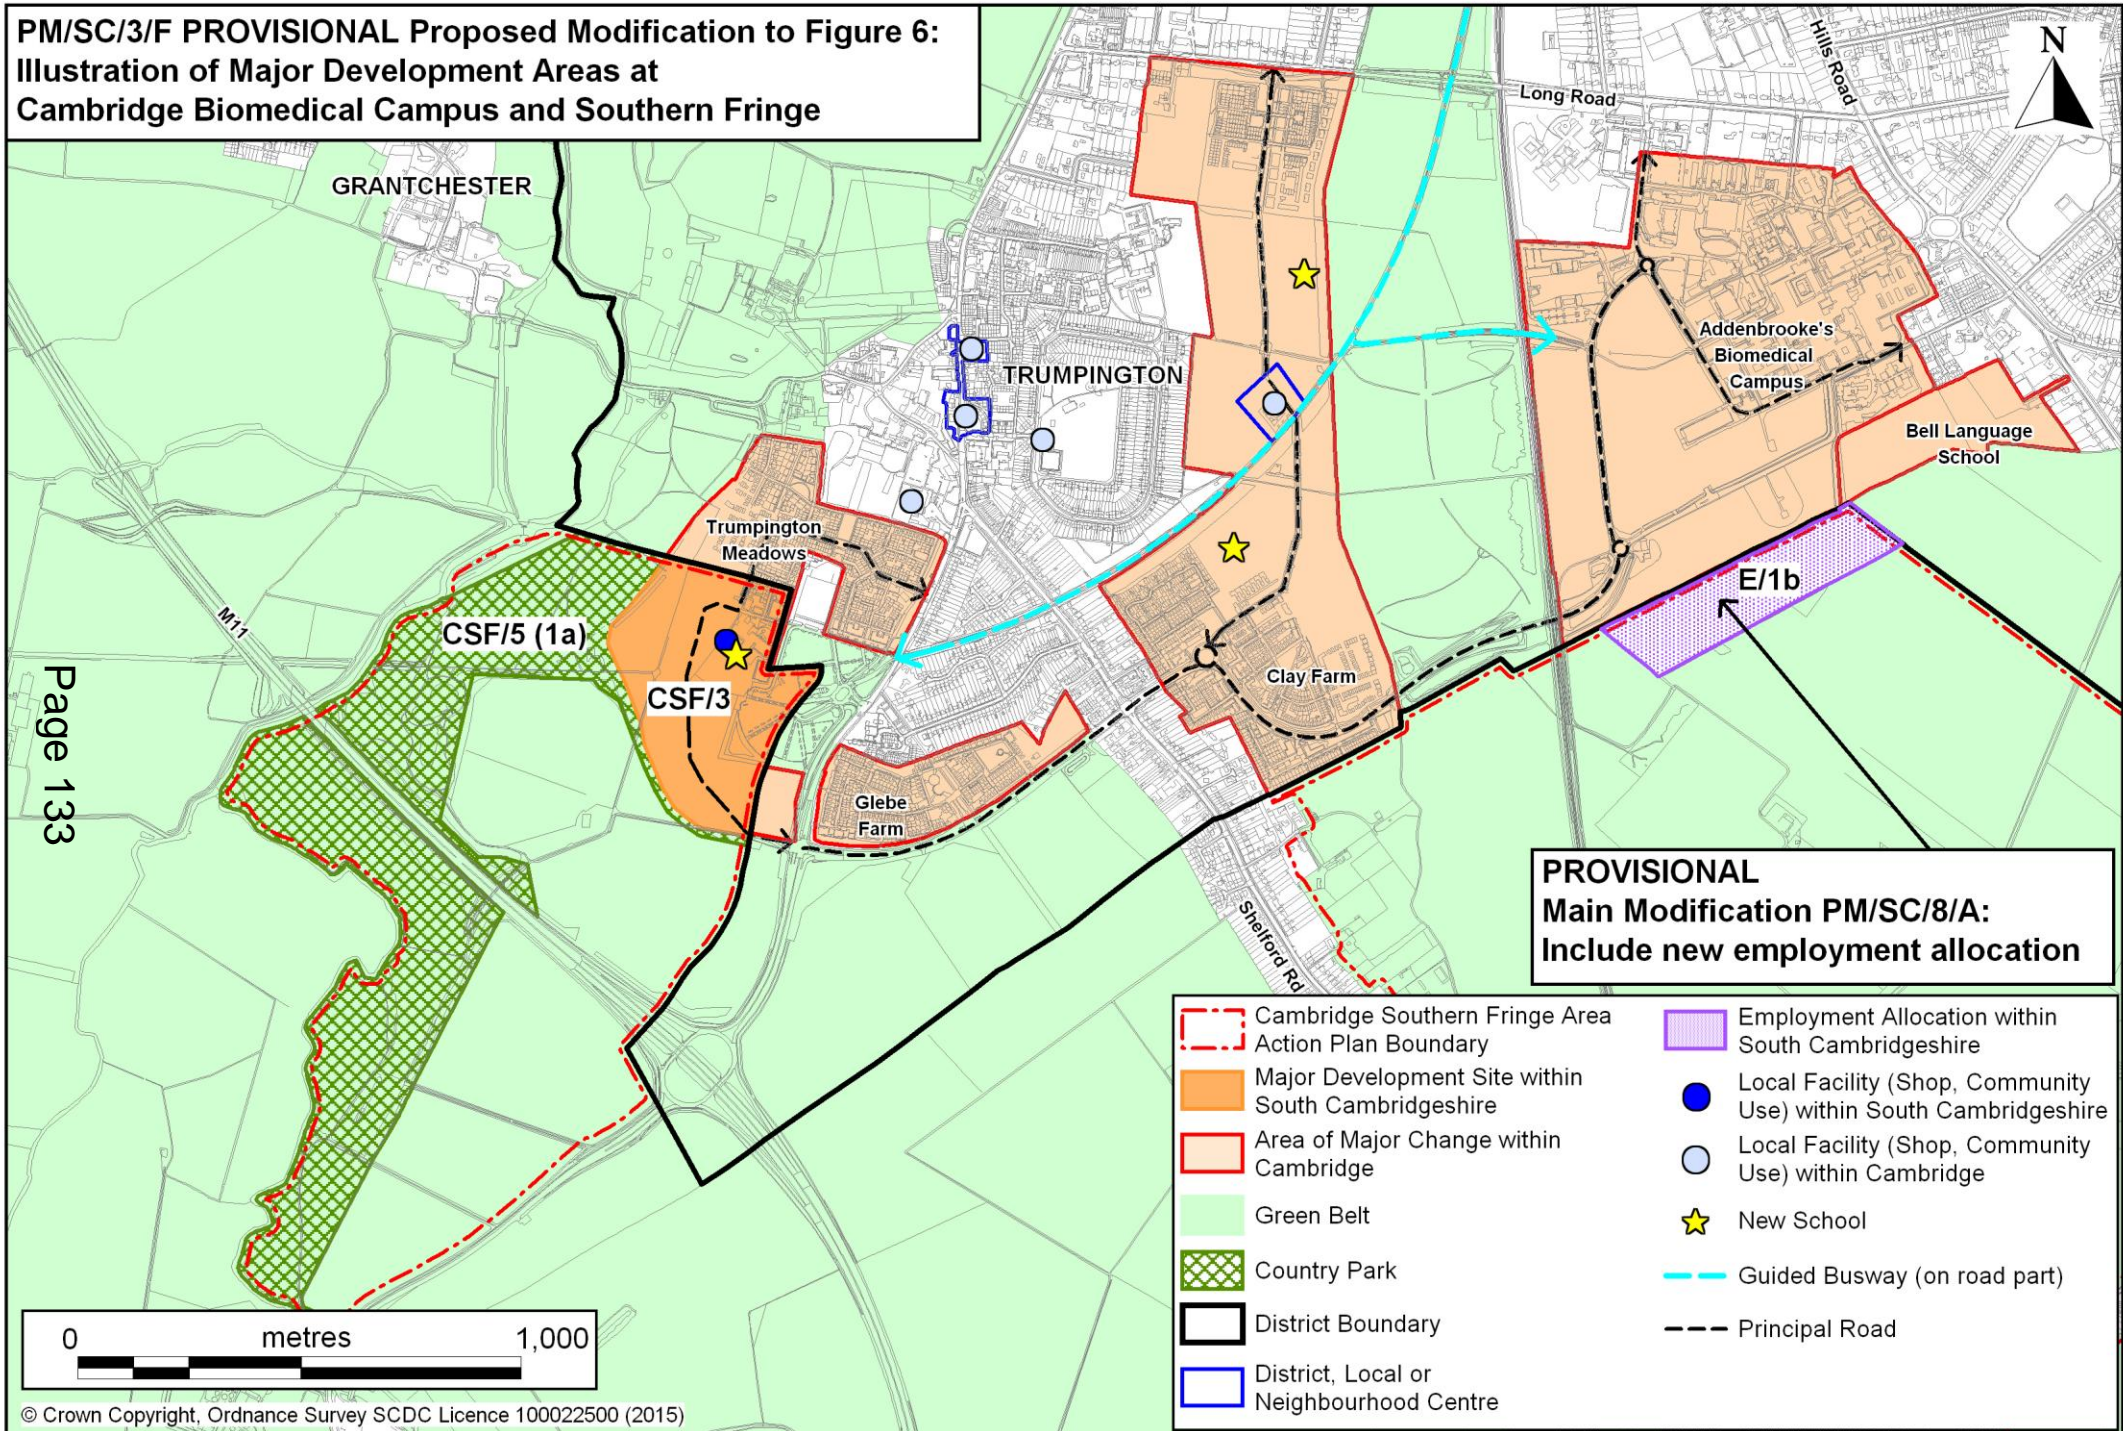 PM/SC/3/F PROVISIONAL Proposed Modification to Figure 6:
Illustration of Major Development Areas at
Cambridge Biomedical Campus and Southern Fringe
N
Hills Road
Long Road
GRANTCHESTER
TRUMPINGTON
Addenbrooke's
Biomedical
Campus
Bell Language
School
Trumpington
Meadows
M11
CSF/5 (1a)
CSF/3
E/1b
Clay Farm
Glebe
Farm
Shelford Rd
Page 133
PROVISIONAL
Main Modification PM/SC/8/A:
Include new employment allocation
Cambridge Southern Fringe Area
Action Plan Boundary
Major Development Site within
South Cambridgeshire
Area of Major Change within
Cambridge
Green Belt
Country Park
District Boundary
District, Local or
Neighbourhood Centre
Employment Allocation within
South Cambridgeshire
Local Facility (Shop, Community
Use) within South Cambridgeshire
Local Facility (Shop, Community
Use) within Cambridge
New School
Guided Busway (on road part)
Principal Road
0 metres 1,000
© Crown Copyright, Ordnance Survey SCDC Licence 100022500 (2015)